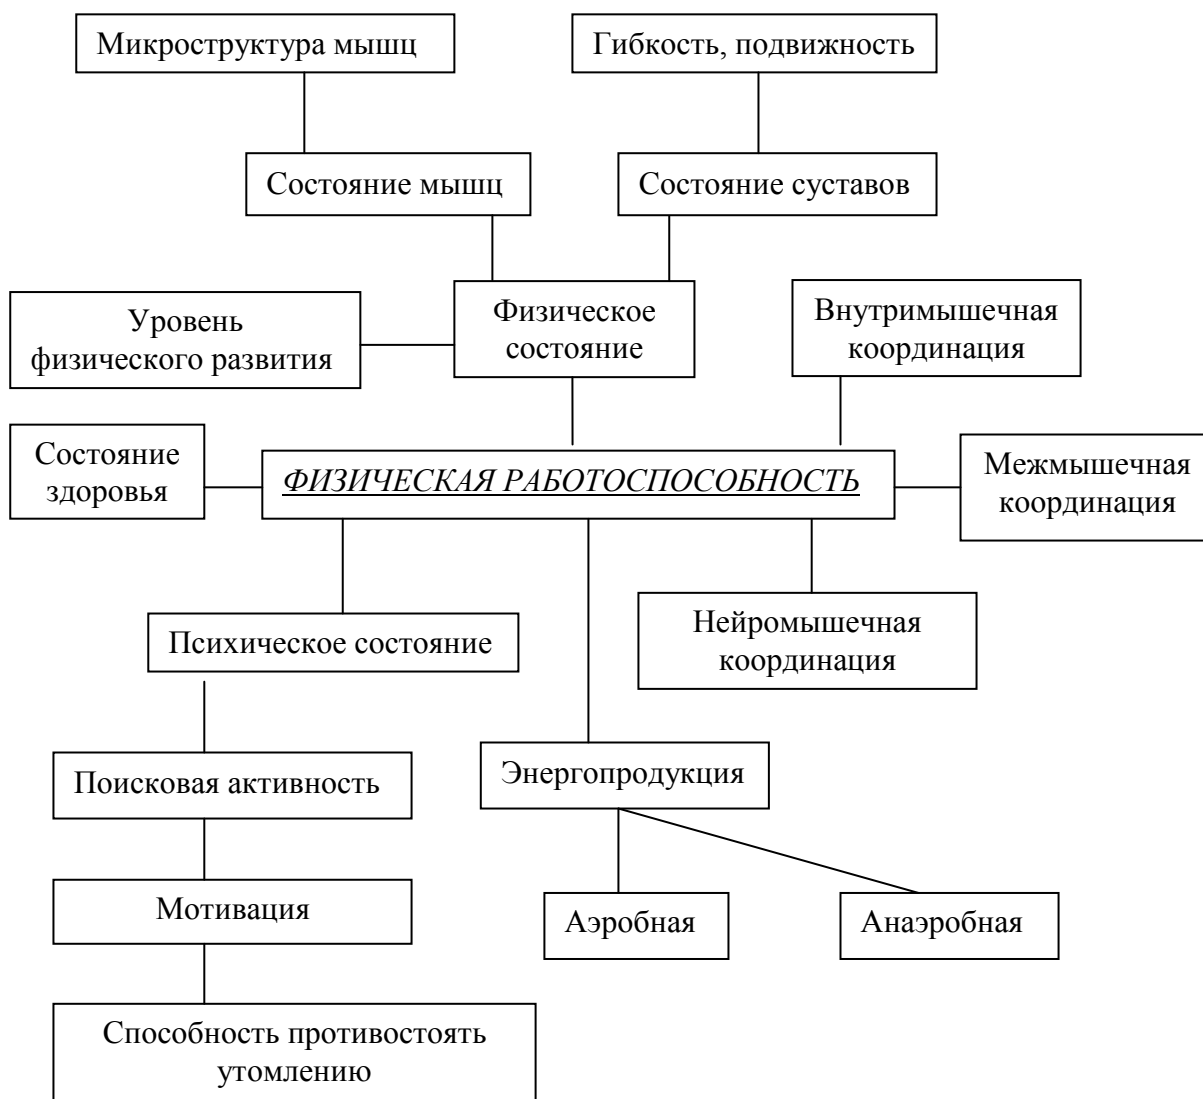 Микроструктура мышц
Гибкость, подвижность
Состояние мышц
Состояние суставов
Уровень
физического развития
Физическое
состояние
Внутримышечная
координация
Состояние
здоровья
ФИЗИЧЕСКАЯ РАБОТОСПОСОБНОСТЬ
Межмышечная
координация
Психическое состояние
Нейромышечная
координация
Поисковая активность
Энергопродукция
Мотивация
Аэробная
Анаэробная
Способность противостоять
утомлению